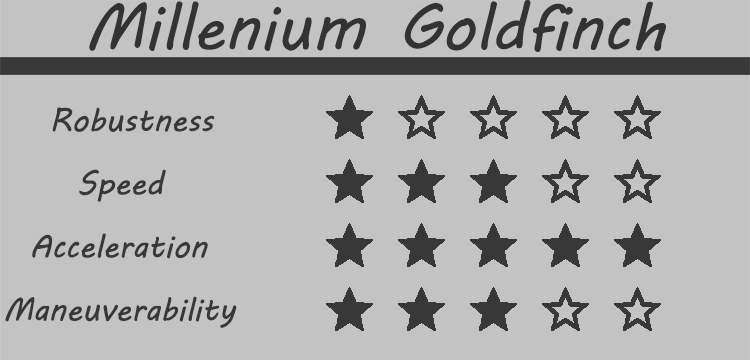 Millenium Goldfinch
Robustness
Speed
Acceleration
Maneuverability